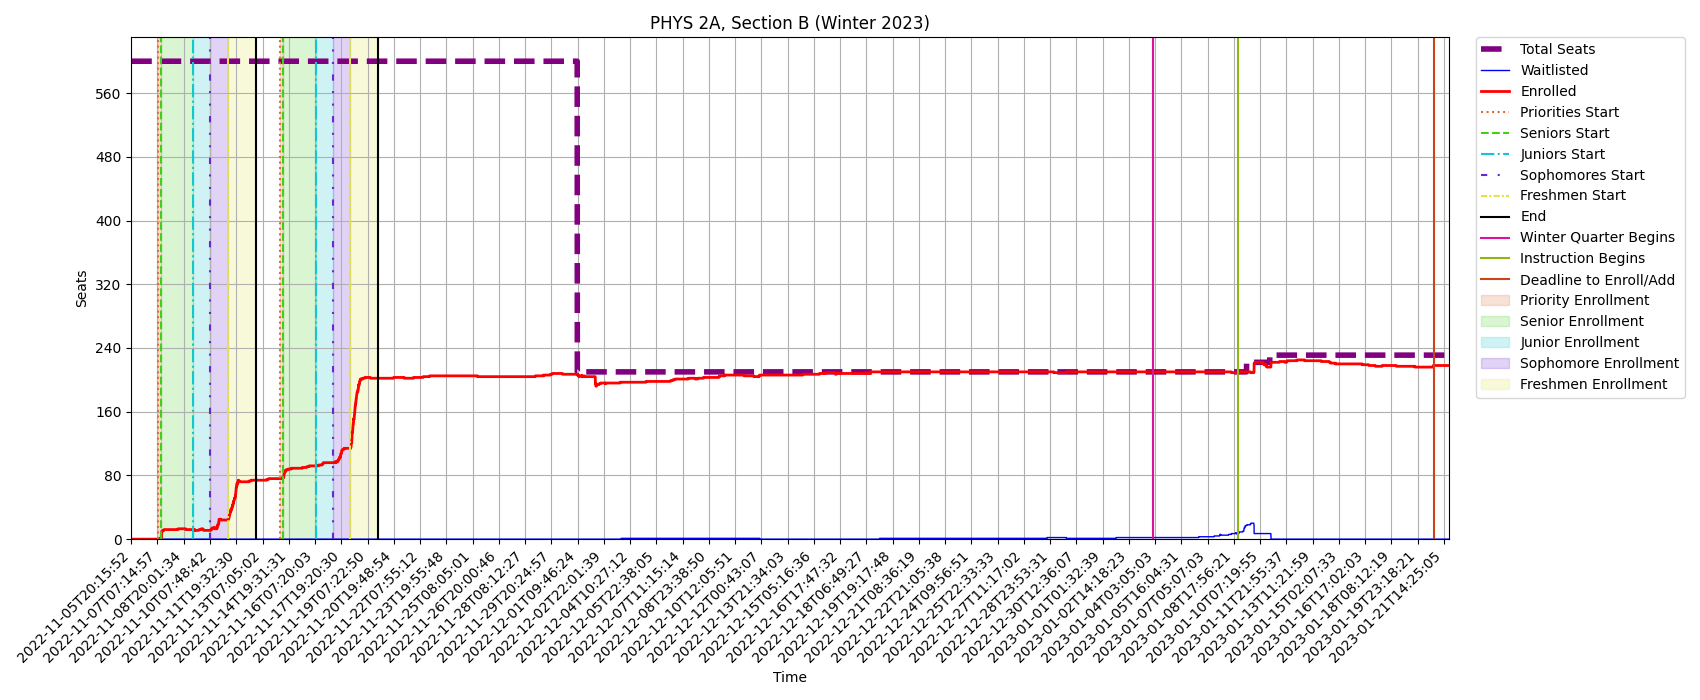 PHYS 2A, Section B (Winter 2023)
Seats
560
480
400
320
240
160
80
0
2022-11-05T20:15:52
2022-11-07T07:14:57
2022-11-08T20:01:34
2022-11-10T07:48:42
2022-11-11T19:32:30
2022-11-13T07:05:02
2022-11-14T19:31:31
2022-11-16T07:20:03
2022-11-17T19:20:30
2022-11-19T07:22:50
2022-11-20T19:48:54
2022-11-22T07:55:12
2022-11-23T19:55:48
2022-11-25T08:05:01
2022-11-26T20:00:46
2022-11-28T08:12:27
2022-11-29T20:24:57
2022-12-01T09:46:24
2022-12-02T22:01:39
2022-12-04T10:27:12
2022-12-05T22:38:05
2022-12-07T11:15:14
2022-12-08T23:38:50
2022-12-10T12:05:51
2022-12-12T00:43:07
2022-12-13T21:34:03
2022-12-15T05:16:36
2022-12-16T17:47:32
2022-12-18T06:49:27
2022-12-19T19:17:48
2022-12-21T08:36:19
2022-12-22T21:05:38
2022-12-24T09:56:51
2022-12-25T22:33:33
2022-12-27T11:17:02
2022-12-28T23:53:31
2022-12-30T12:36:07
2023-01-01T01:32:39
2023-01-02T14:18:23
2023-01-04T03:05:03
2023-01-05T16:04:31
2023-01-07T05:07:03
2023-01-08T17:56:21
2023-01-10T07:19:55
2023-01-11T21:55:37
2023-01-13T11:21:59
2023-01-15T02:07:33
2023-01-16T17:02:03
2023-01-18T08:12:19
2023-01-19T23:18:21
2023-01-21T14:25:05
Time
Total Seats
Waitlisted
Enrolled
Priorities Start
Seniors Start
Juniors Start
Sophomores Start
Freshmen Start
End
Winter Quarter Begins
Instruction Begins
Deadline to Enroll/Add
Priority Enrollment
Senior Enrollment
Junior Enrollment
Sophomore Enrollment
Freshmen Enrollment